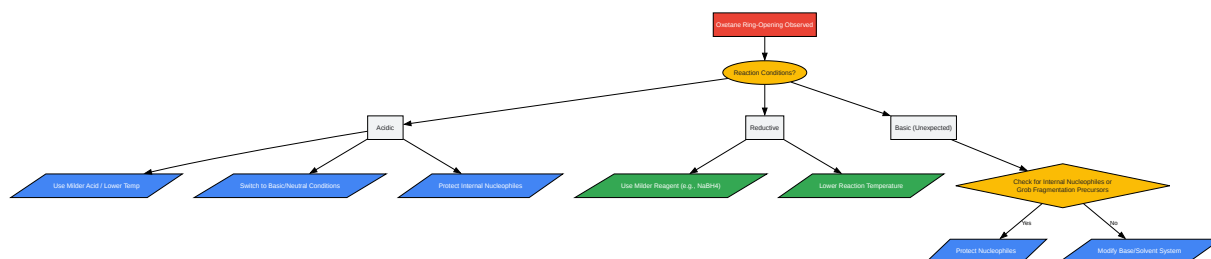 Oxetane Ring-Opening Observed
Reaction Conditions?
Acidic
Reductive
Basic (Unexpected)
Use Milder Acid / Lower Temp
Switch to Basic/Neutral Conditions
Protect Internal Nucleophiles
Use Milder Reagent (e.g., NaBH4)
Lower Reaction Temperature
Check for Internal Nucleophiles or
Grob Fragmentation Precursors
Yes
No
Protect Nucleophiles
Modify Base/Solvent System